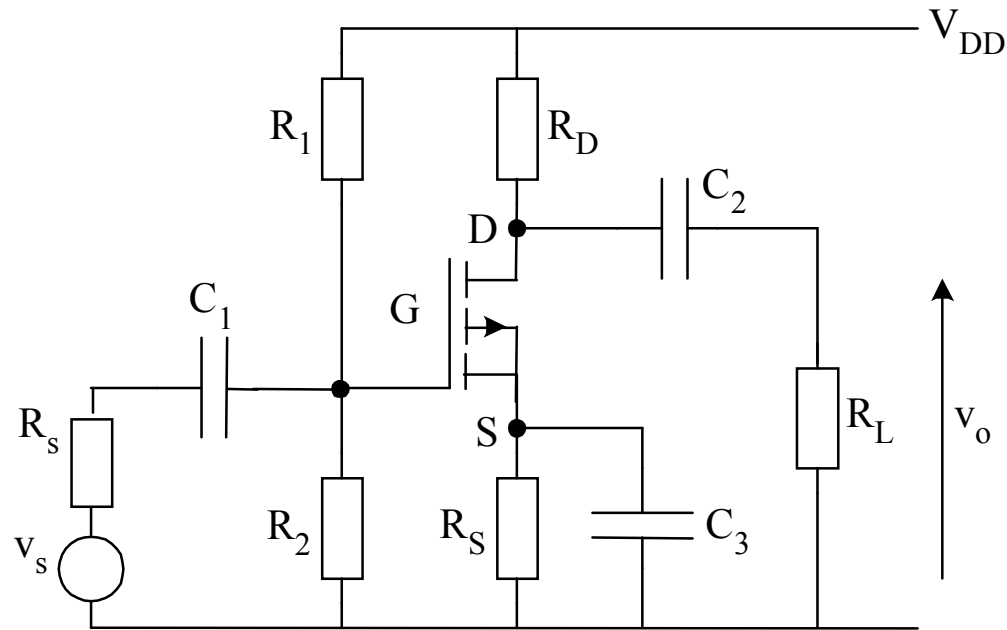 V_DD
R_1
R_D
C_2
D
C_1
G
R_s
S
R_L
v_o
R_2
R_S
C_3
v_s